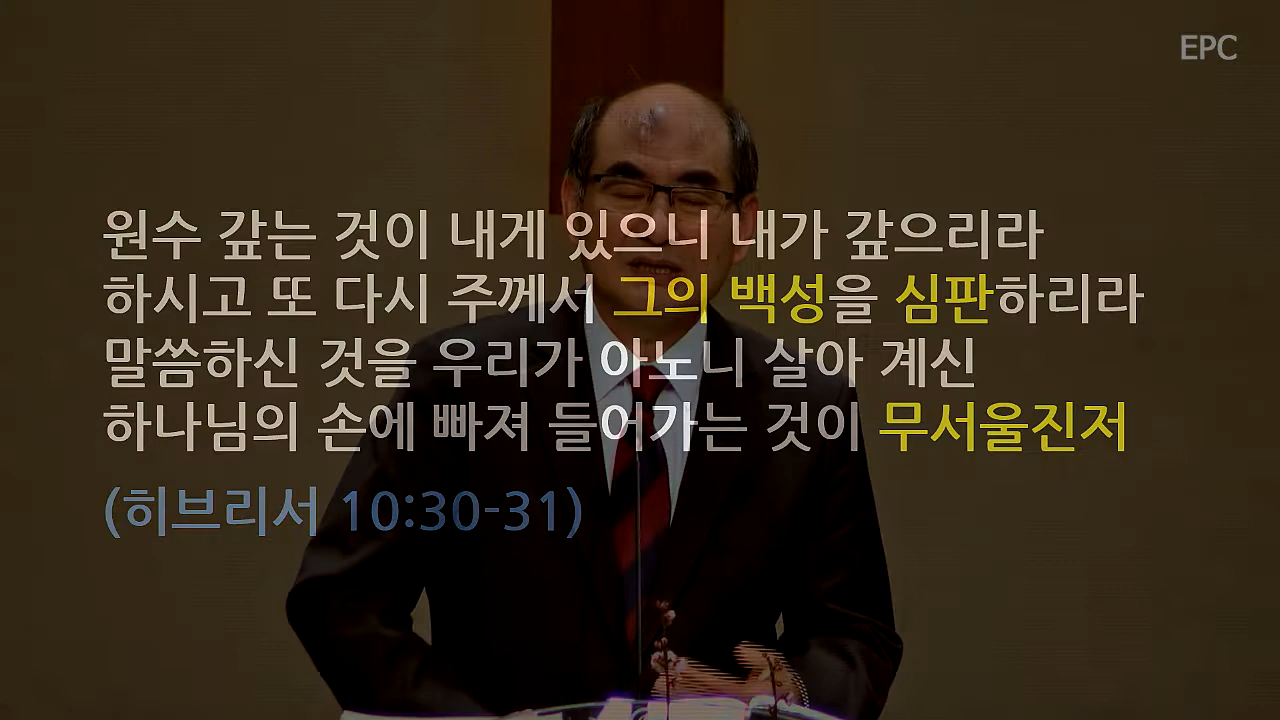 EPC
원수 갚는 것이 내게 있으니 내가 갚으리라
하시고 또 다시 주께서 그의 백성을 심판하리라
말씀하신 것을 우리가 아노니 살아 계신
하나님의 손에 빠져 들어가는 것이 무서울진저
(히브리서 10:30-31)